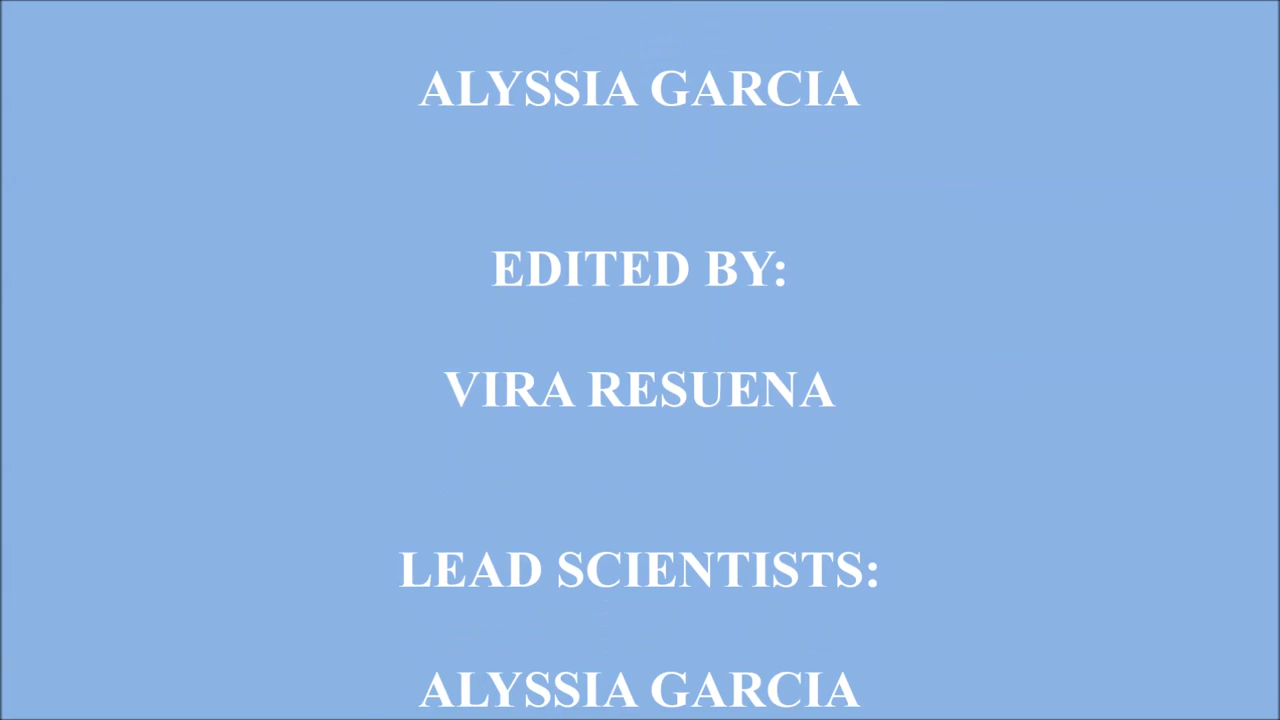 ALYSSIA GARCIA
EDITED BY:
VIRA RESUENA
LEAD SCIENTISTS:
ALYSSIA GARCIA